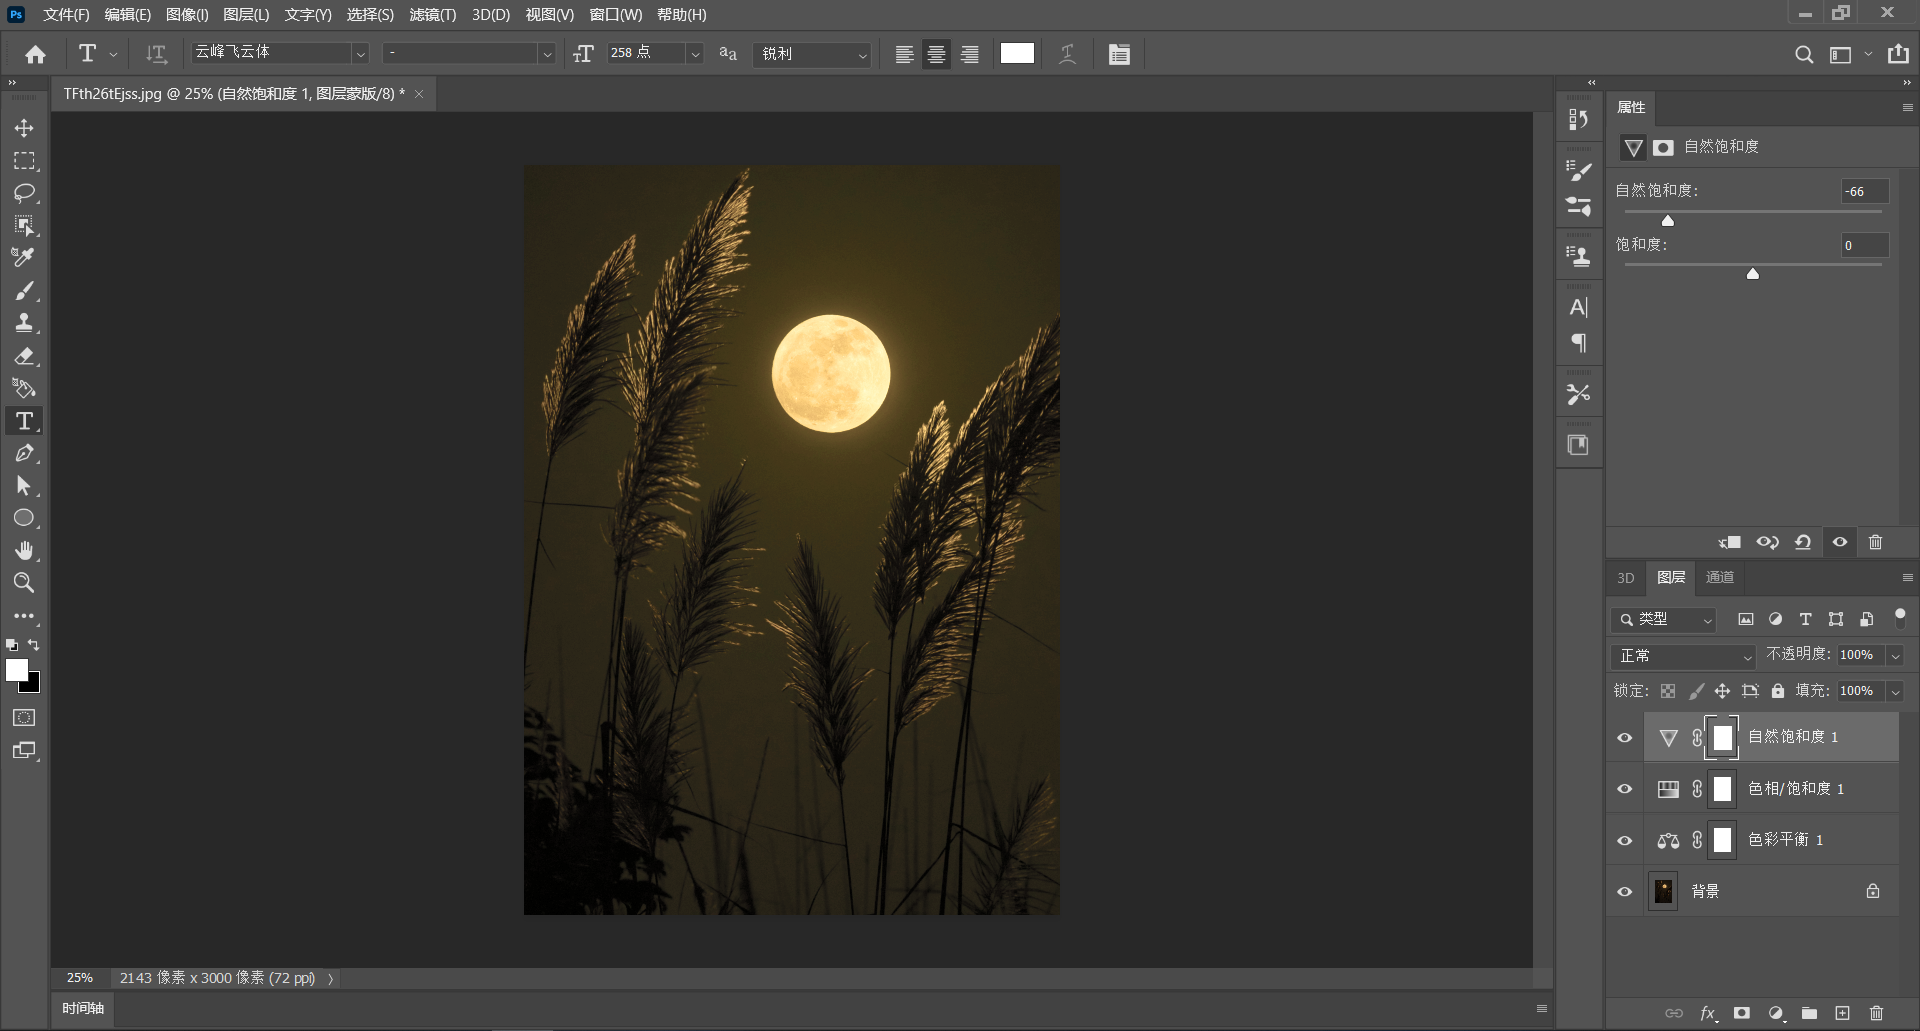 Ps 文件(F) 编辑(E) 图像(I) 图层(L) 文字(Y) 选择(S) 滤镜(T) 3D(D) 视图(V) 窗口(W) 帮助(H)
T 云峰飞云体 - 258 点 aa 锐利
TFth26tEjss.jpg @ 25% (自然饱和度 1, 图层蒙版/8) * ×
属性
自然饱和度
自然饱和度: -66
饱和度: 0
3D 图层 通道
类型
正常 不透明度: 100%
锁定: 填充: 100%
自然饱和度 1
色相/饱和度 1
色彩平衡 1
背景
fx
25% 2143 像素 x 3000 像素 (72 ppi)
时间轴